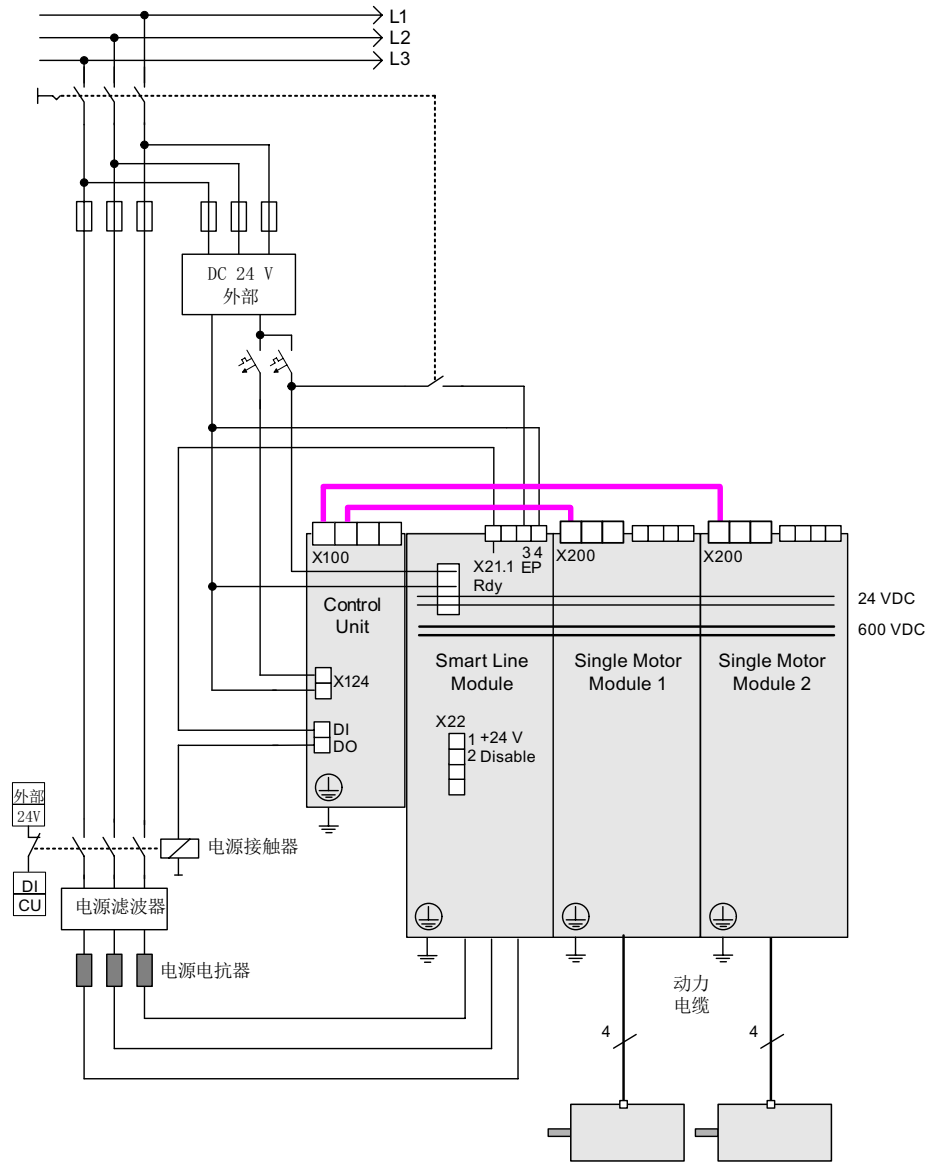 L1
L2
L3
DC 24 V
外部
X100
X21.1
Rdy
3 4
EP
X200
X200
24 VDC
600 VDC
Control
Unit
Smart Line
Module
Single Motor
Module 1
Single Motor
Module 2
X124
X22
1 +24 V
2 Disable
DI
DO
外部
24V
电源接触器
DI
CU
电源滤波器
电源电抗器
动力
电缆
4
4